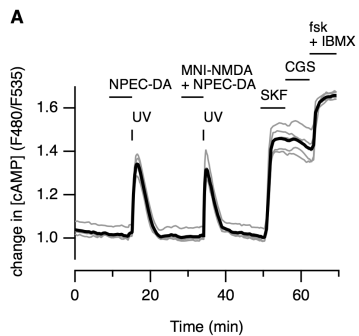 A
fsk
+ IBMX
CGS
MNI-NMDA
NPEC-DA
+ NPEC-DA
SKF
UV
UV
change in [cAMP] (F480/F535)
1.6
1.4
1.2
1.0
0
20
40
60
Time (min)